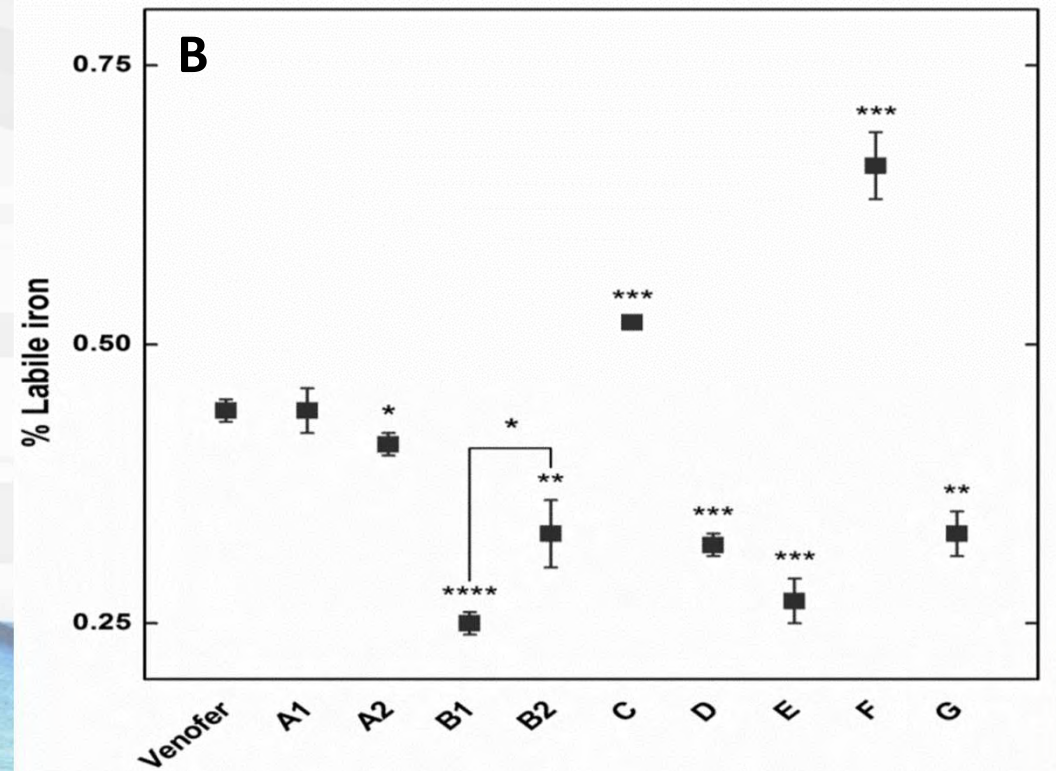 B
% Labile iron
0.75
0.50
0.25
***
***
*
*
**
***
**
***
****
Venofer
A1
A2
B1
B2
C
D
E
F
G